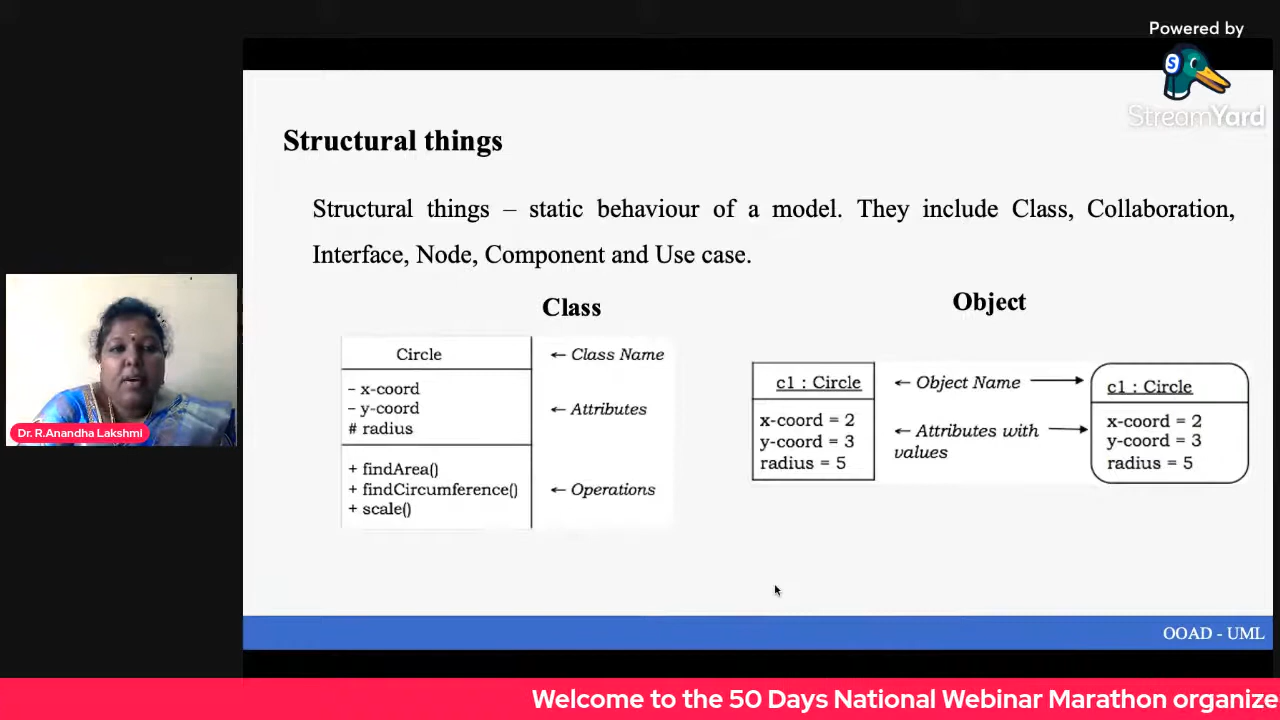 Powered by
S
StreamYard
Structural things
Structural things – static behaviour of a model. They include Class, Collaboration,
Interface, Node, Component and Use case.
Class
Object
Circle
← Class Name
– x-coord
– y-coord
# radius
← Attributes
+ findArea()
+ findCircumference()
+ scale()
← Operations
c1 : Circle
← Object Name
c1 : Circle
x-coord = 2
y-coord = 3
radius = 5
← Attributes with
values
x-coord = 2
y-coord = 3
radius = 5
Dr. R.Anandha Lakshmi
OOAD - UML
Welcome to the 50 Days National Webinar Marathon organize